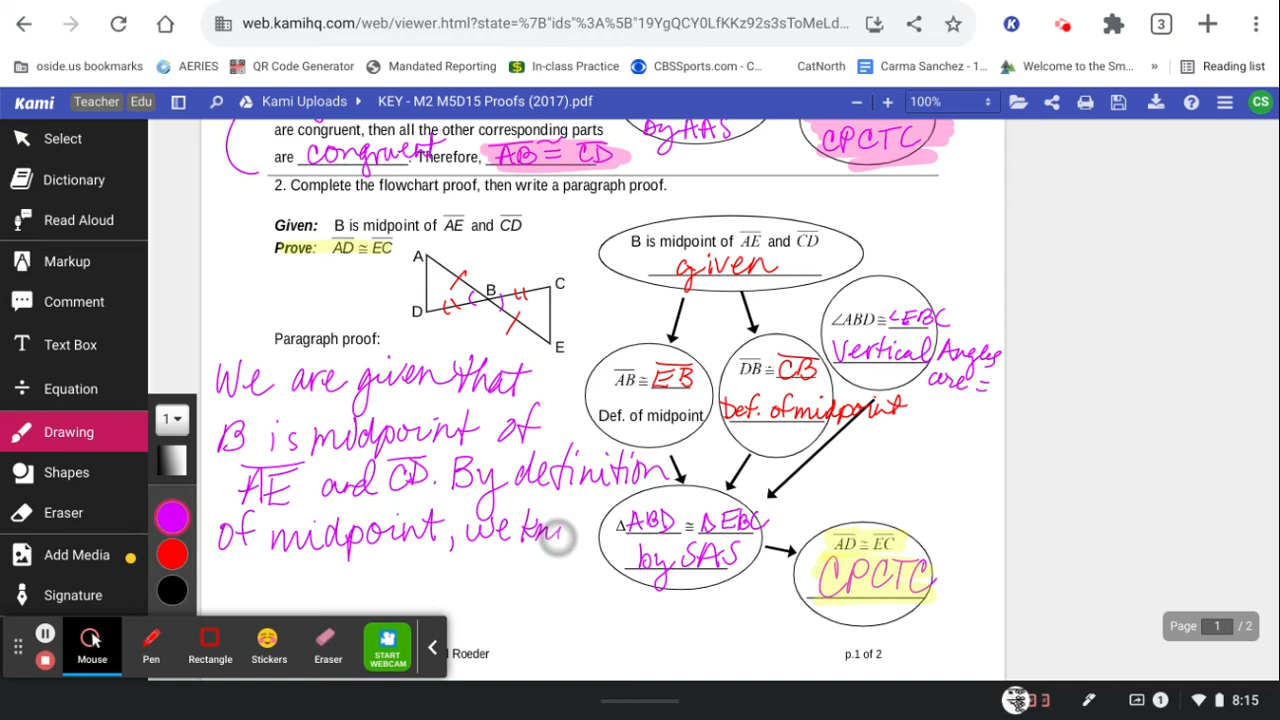 web.kamihq.com/web/viewer.html?state=%7B"ids"%3A%5B"19YgQCY0LfKKz92s3sToMeLd...
3
oside.us bookmarks
AERIES
QR Code Generator
Mandated Reporting
In-class Practice
CBSSports.com - C...
CatNorth
Carma Sanchez - 1...
Welcome to the Sm...
»
Reading list
Kami
Teacher
Edu
Kami Uploads
KEY - M2 M5D15 Proofs (2017).pdf
100%
CS
Select
Dictionary
Read Aloud
Markup
Comment
Text Box
Equation
Drawing
Shapes
Eraser
Add Media
Signature
1
are congruent, then all the other corresponding parts
are congruent. Therefore, AB ≅ CD
by AAS
CPCTC
2. Complete the flowchart proof, then write a paragraph proof.
Given: B is midpoint of AE and CD
Prove: AD ≅ EC
A
B
C
D
E
B is midpoint of AE and CD
given
AB ≅ EB
Def. of midpoint
DB ≅ CB
Def. of midpoint
∠ABD ≅ ∠EBC
Vertical Angles
are =
ΔABD ≅ ΔEBC
by SAS
AD ≅ EC
CPCTC
Paragraph proof:
We are given that
B is midpoint of
AE and CD. By definition
of midpoint, we kn
Roeder
p.1 of 2
Page 1 / 2
Mouse
Pen
Rectangle
Stickers
Eraser
START
WEBCAM
1
8:15